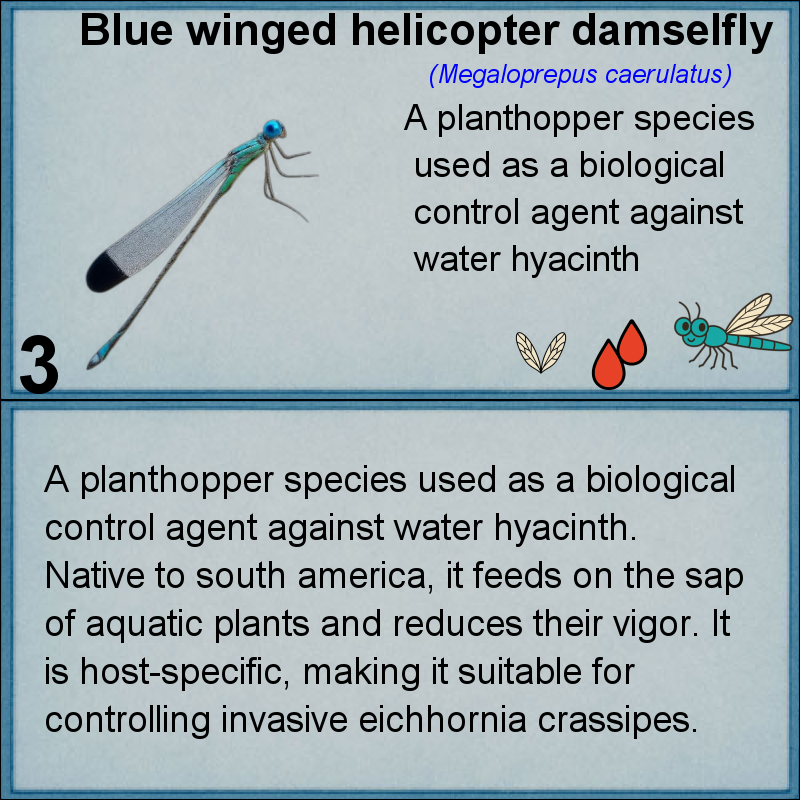 Blue winged helicopter damselfly
(Megaloprepus caerulatus)
A planthopper species
used as a biological
control agent against
water hyacinth
3
A planthopper species used as a biological
control agent against water hyacinth.
Native to south america, it feeds on the sap
of aquatic plants and reduces their vigor. It
is host-specific, making it suitable for
controlling invasive eichhornia crassipes.